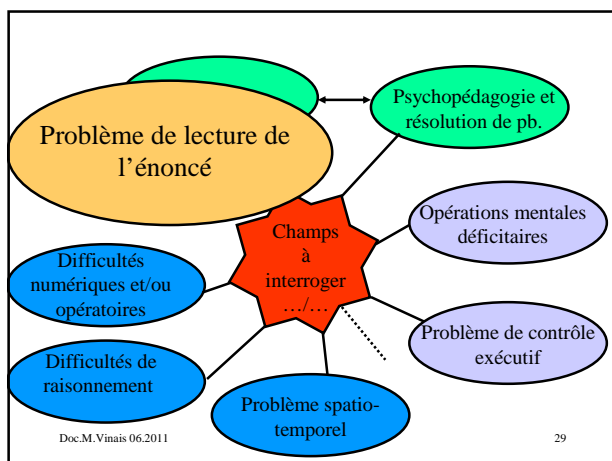 Psychopédagogie et
résolution de pb.
Problème de lecture de
l’énoncé
Opérations mentales
déficitaires
Champs
à
interroger
…/…
Difficultés
numériques et/ou
opératoires
Problème de contrôle
exécutif
Difficultés de
raisonnement
Problème spatio-
temporel
Doc.M.Vinais 06.2011
29